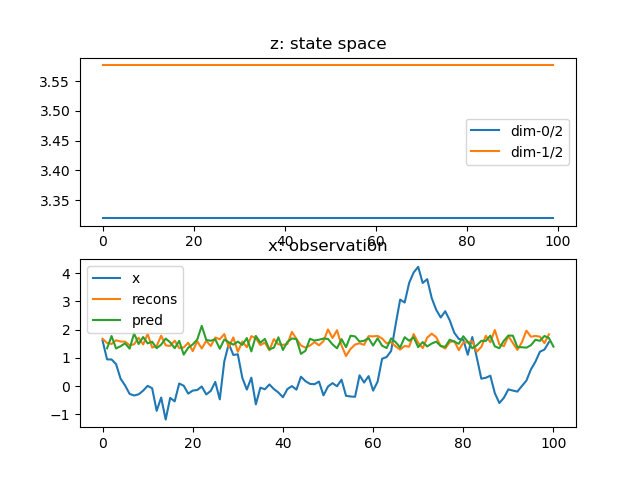 z: state space
3.55
3.50
3.45
3.40
3.35
dim-0/2
dim-1/2
0 20 40 60 80 100
x: observation
4
3
2
1
0
−1
x
recons
pred
0 20 40 60 80 100